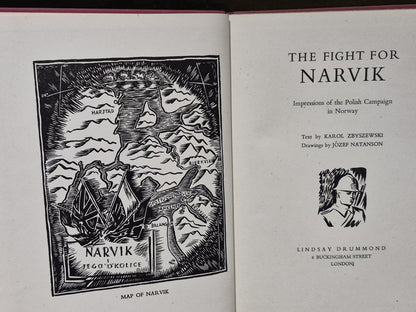 HARSTAD
NARVIK
I
JEGO OKOLICE
MAP OF NARVIK
THE FIGHT FOR
NARVIK
Impressions of the Polish Campaign
in Norway
Text by KAROL ZBYSZEWSKI
Drawings by JÓZEF NATANSON
LINDSAY DRUMMOND
6 BUCKINGHAM STREET
LONDON